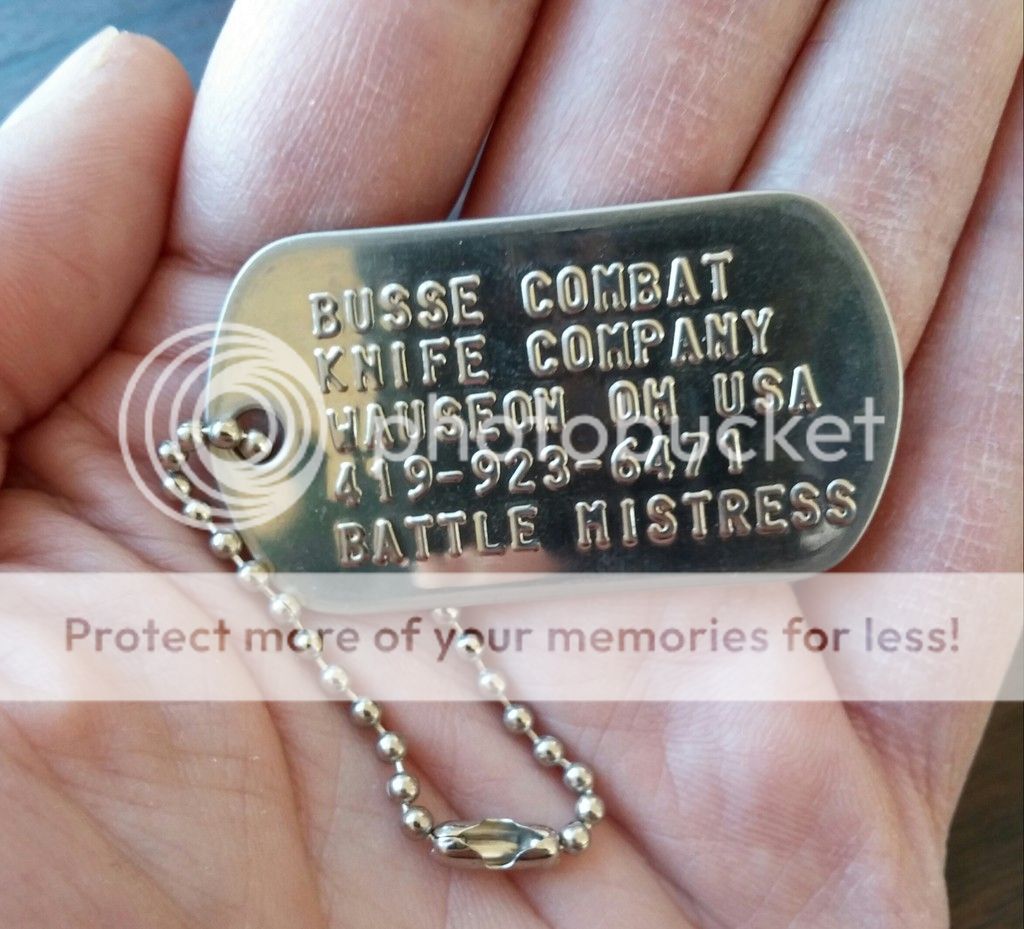 BUSSE COMBAT
KNIFE COMPANY
WAUSEON OH USA
photobucket
419-923-6471
BATTLE MISTRESS
Protect more of your memories for less!